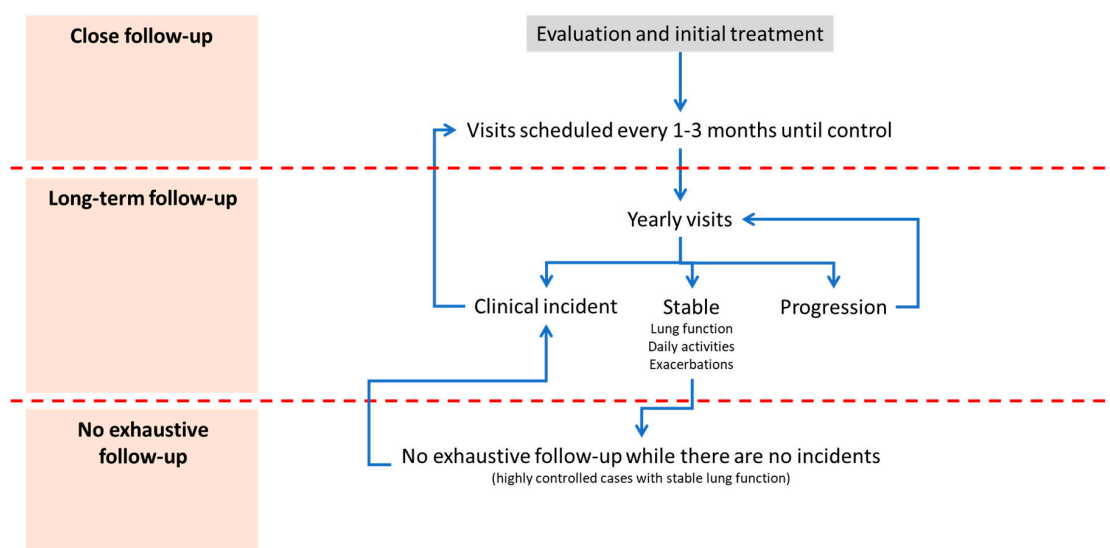 Close follow-up
Evaluation and initial treatment
Visits scheduled every 1-3 months until control
Long-term follow-up
Yearly visits
Clinical incident
Stable
Lung function
Daily activities
Exacerbations
Progression
No exhaustive
follow-up
No exhaustive follow-up while there are no incidents
(highly controlled cases with stable lung function)